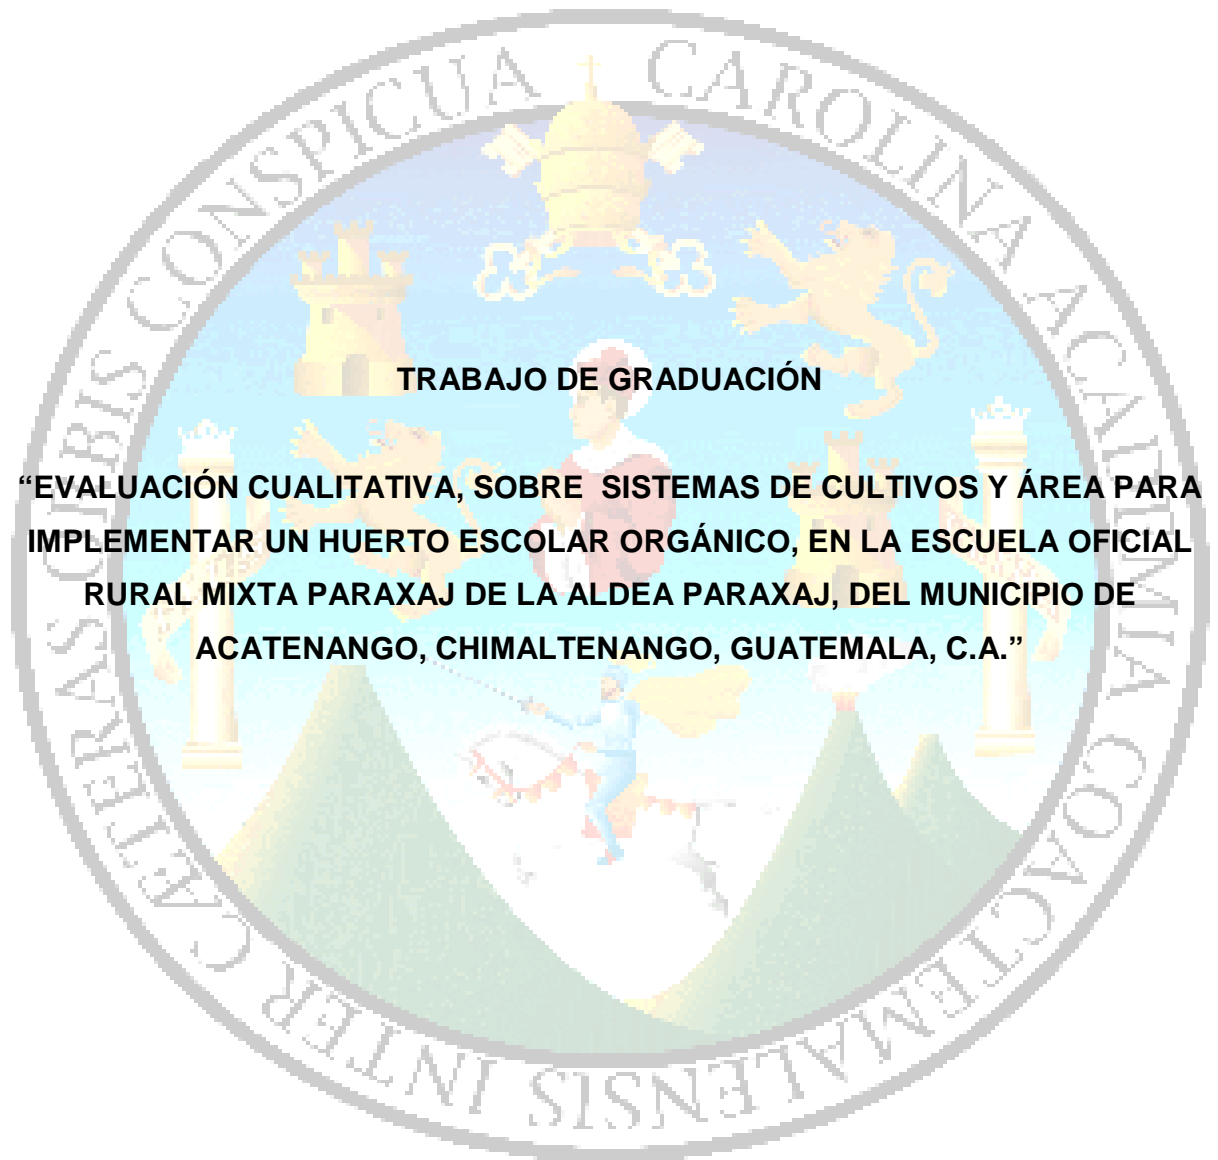 TRABAJO DE GRADUACIÓN
“EVALUACIÓN CUALITATIVA, SOBRE SISTEMAS DE CULTIVOS Y ÁREA PARA
IMPLEMENTAR UN HUERTO ESCOLAR ORGÁNICO, EN LA ESCUELA OFICIAL
RURAL MIXTA PARAXAJ DE LA ALDEA PARAXAJ, DEL MUNICIPIO DE
ACATENANGO, CHIMALTENANGO, GUATEMALA, C.A.”
CAROLINA ACADEMIA COACTEMALENSIS INTER CÆTERAS ORBIS CONSPICUA